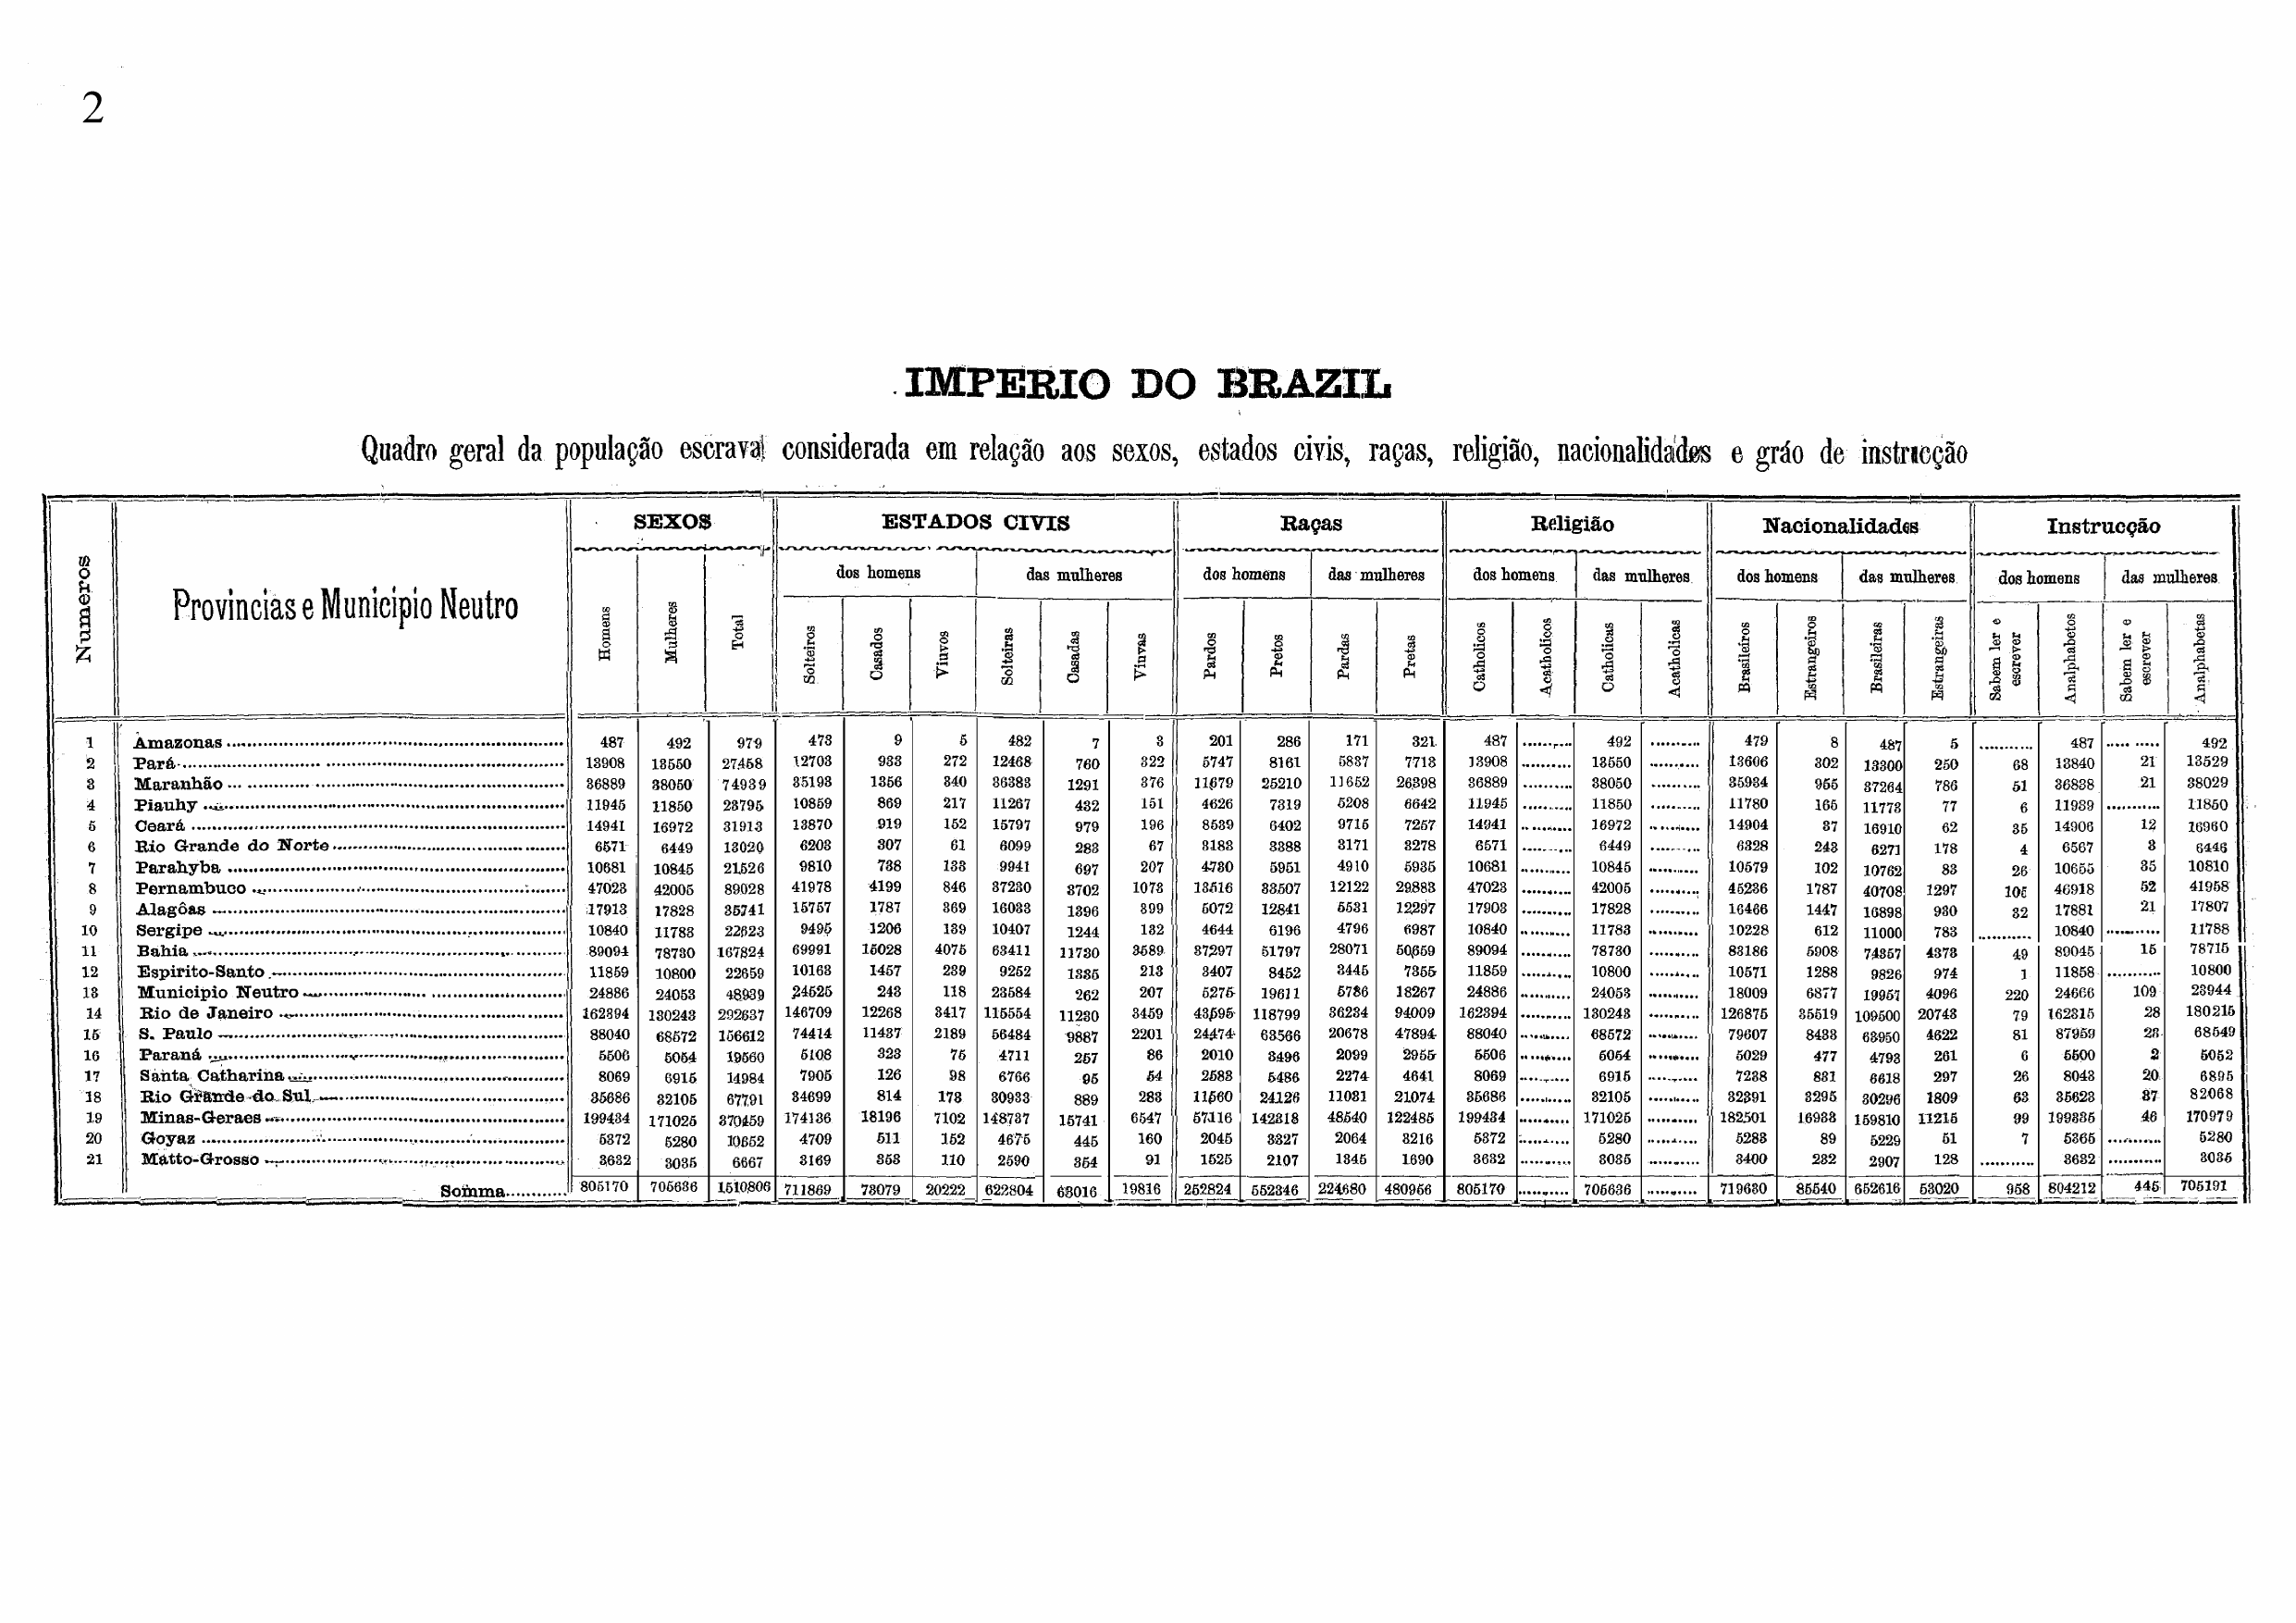 2
IMPERIO DO BRAZIL
Quadro geral da população escrava considerada em relação aos sexos, estados civis, raças, religião, nacionalidades e gráo de instrucção
Numeros Provincias e Municipio Neutro SEXOS ESTADOS CIVIS Raças Religião Nacionalidades Instrucção
dos homens das mulheres dos homens das mulheres dos homens das mulheres dos homens das mulheres dos homens das mulheres
Homens Mulheres Total Solteiros Casados Viuvos Solteiras Casadas Viuvas Pardos Pretos Pardas Pretas Catholicos Acatholicos Catholicas Acatholicas Brasileiros Estrangeiros Brasileiras Estrangeiras Sabem ler e escrever Analphabetos Sabem ler e escrever Analphabetas
1 Amazonas 487 492 979 473 9 5 482 7 3 201 286 171 321 487 .......... 492 .......... 479 8 487 5 .......... 487 .......... 492
2 Pará 13908 13550 27458 12703 933 272 12468 760 322 5747 8161 5837 7713 13908 .......... 13550 .......... 13606 302 13300 250 68 13840 21 13529
3 Maranhão 36889 38050 74939 35193 1356 340 36383 1291 376 11679 25210 11652 26398 36889 .......... 38050 .......... 35934 955 37264 786 51 36838 21 38029
4 Piauhy 11945 11850 23795 10859 869 217 11267 432 151 4626 7319 5208 6642 11945 .......... 11850 .......... 11780 165 11773 77 6 11939 .......... 11850
5 Ceará 14941 16972 31913 13870 919 152 15797 979 196 8539 6402 9715 7257 14941 .......... 16972 .......... 14904 37 16910 62 35 14906 12 16960
6 Rio Grande do Norte 6571 6449 13020 6203 307 61 6099 283 67 3183 3388 3171 3278 6571 .......... 6449 .......... 6328 243 6271 178 4 6567 3 6446
7 Parahyba 10681 10845 21526 9810 738 133 9941 697 207 4730 5951 4910 5935 10681 .......... 10845 .......... 10579 102 10762 83 26 10655 35 10810
8 Pernambuco 47023 42005 89028 41978 4199 846 37230 3702 1073 13516 33507 12122 29883 47023 .......... 42005 .......... 45236 1787 40708 1297 105 46918 52 41958
9 Alagôas 17913 17828 35741 15757 1787 369 16033 1396 399 5072 12841 5531 12297 17903 .......... 17828 .......... 16466 1447 16898 930 32 17881 21 17807
10 Sergipe 10840 11783 22623 9495 1206 139 10407 1244 132 4644 6196 4796 6987 10840 .......... 11783 .......... 10228 612 11000 783 .......... 10840 .......... 11788
11 Bahia 89094 78730 167824 69991 15028 4075 63411 11730 3589 37297 51797 28071 50659 89094 .......... 78730 .......... 83186 5908 74357 4373 49 89045 15 78715
12 Espirito-Santo 11859 10800 22659 10163 1457 239 9252 1335 213 3407 8452 3445 7355 11859 .......... 10800 .......... 10571 1288 9826 974 1 11858 .......... 10800
13 Municipio Neutro 24886 24053 48939 24525 243 118 23584 262 207 5275 19611 5786 18267 24886 .......... 24053 .......... 18009 6877 19957 4096 220 24666 109 23944
14 Rio de Janeiro 162394 130243 292637 146709 12268 3417 115554 11230 3459 43595 118799 36234 94009 162394 .......... 130243 .......... 126875 35519 109500 20743 79 162315 28 130215
15 S. Paulo 88040 68572 156612 74414 11437 2189 56484 9887 2201 24474 63566 20678 47894 88040 .......... 68572 .......... 79607 8433 63950 4622 81 87959 23 68549
16 Paraná 5506 5054 10560 5108 323 75 4711 257 86 2010 3496 2099 2955 5506 .......... 5054 .......... 5029 477 4793 261 6 5500 2 5052
17 Santa Catharina 8069 6915 14984 7905 126 98 6766 95 54 2583 5486 2274 4641 8069 .......... 6915 .......... 7238 831 6618 297 26 8043 20 6895
18 Rio Grande do Sul 35686 32105 67791 34699 814 173 30933 889 283 11560 24126 11031 21074 35686 .......... 32105 .......... 32391 3295 30296 1809 63 35623 37 32068
19 Minas-Geraes 199434 171025 370459 174136 18196 7102 148737 15741 6547 57116 142318 48540 122485 199434 .......... 171025 .......... 182501 16933 159810 11215 99 199335 46 170979
20 Goyaz 5372 5280 10652 4709 511 152 4675 445 160 2045 3327 2064 3216 5372 .......... 5280 .......... 5283 89 5229 51 7 5365 .......... 5280
21 Matto-Grosso 3632 3035 6667 3169 353 110 2590 354 91 1525 2107 1345 1690 3632 .......... 3035 .......... 3400 232 2907 128 .......... 3632 .......... 3035
Somma 805170 705636 1510806 711869 73079 20222 622804 63016 19816 252824 552346 224680 480956 805170 .......... 705636 .......... 719630 85540 652616 53020 958 804212 445 705191